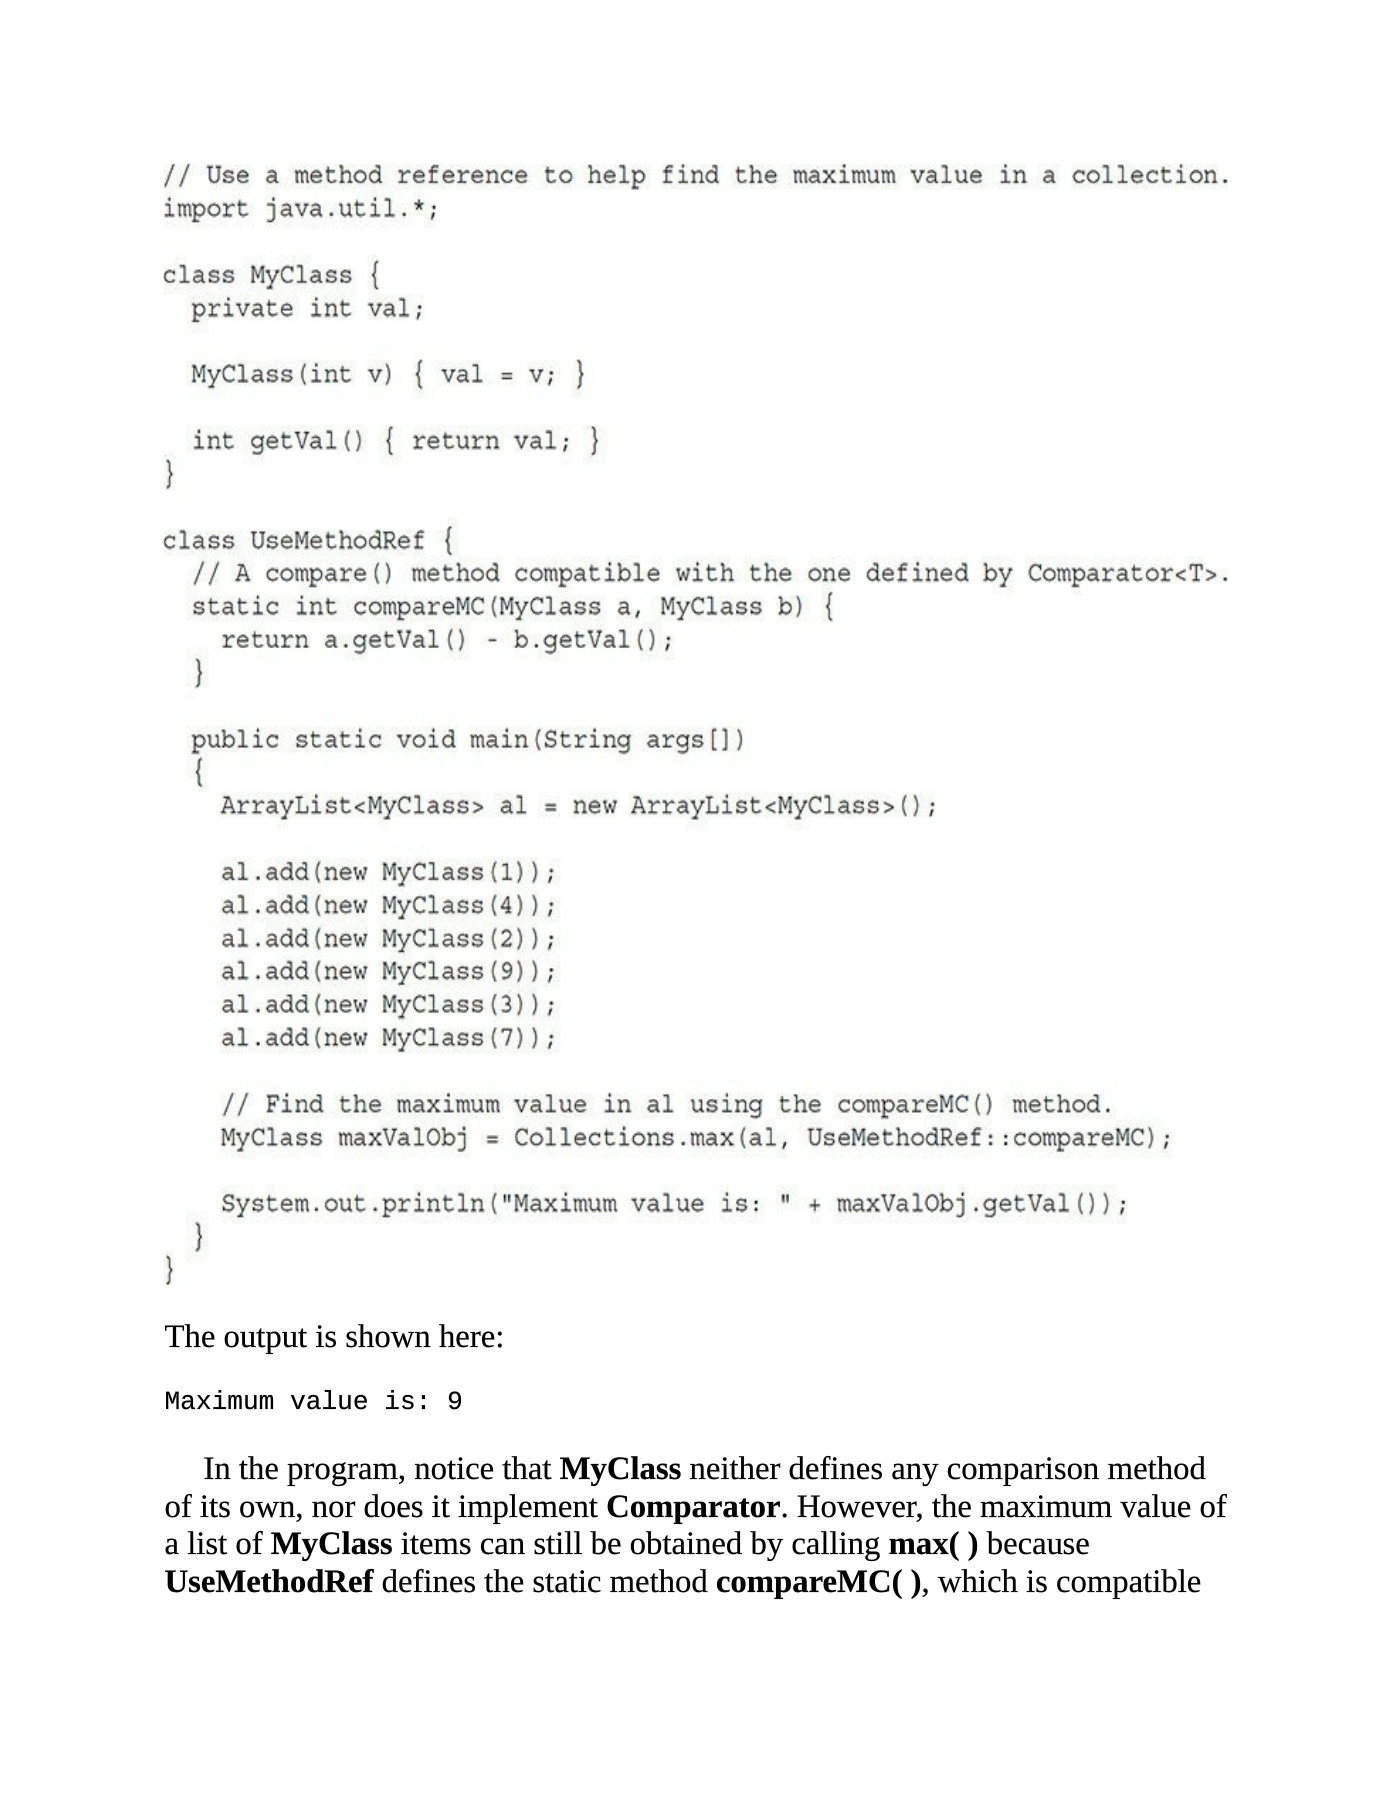 // Use a method reference to help find the maximum value in a collection.
import java.util.*;

class MyClass {
  private int val;

  MyClass(int v) { val = v; }

  int getVal() { return val; }
}

class UseMethodRef {
  // A compare() method compatible with the one defined by Comparator<T>.
  static int compareMC(MyClass a, MyClass b) {
    return a.getVal() - b.getVal();
  }

  public static void main(String args[])
  {
    ArrayList<MyClass> al = new ArrayList<MyClass>();

    al.add(new MyClass(1));
    al.add(new MyClass(4));
    al.add(new MyClass(2));
    al.add(new MyClass(9));
    al.add(new MyClass(3));
    al.add(new MyClass(7));

    // Find the maximum value in al using the compareMC() method.
    MyClass maxValObj = Collections.max(al, UseMethodRef::compareMC);

    System.out.println("Maximum value is: " + maxValObj.getVal());
  }
}
The output is shown here:
Maximum value is: 9
In the program, notice that MyClass neither defines any comparison method
of its own, nor does it implement Comparator. However, the maximum value of
a list of MyClass items can still be obtained by calling max( ) because
UseMethodRef defines the static method compareMC( ), which is compatible